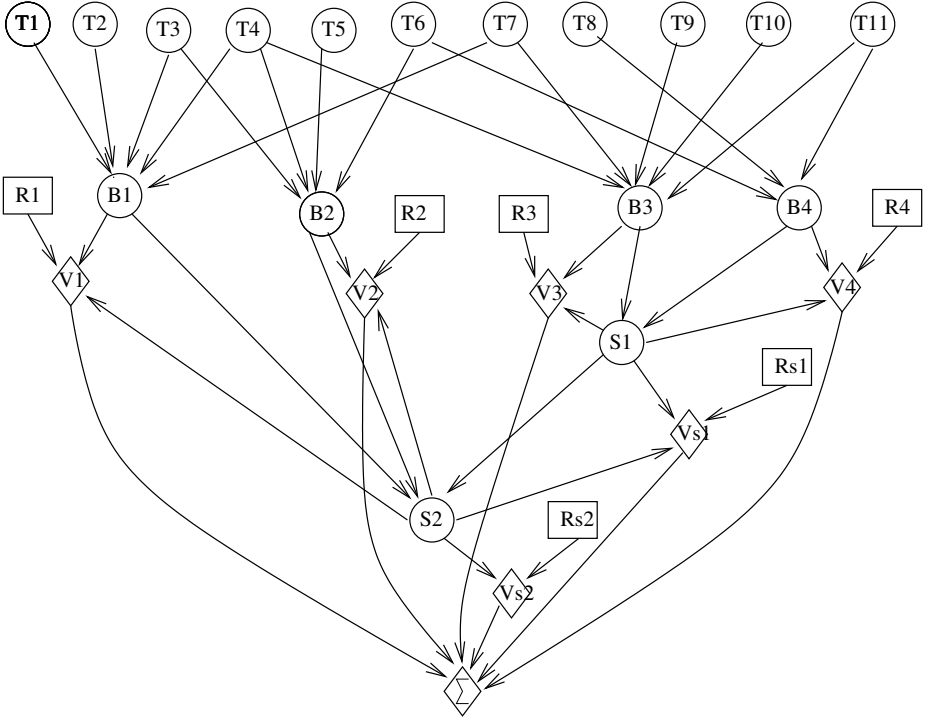 T1 T2 T3 T4 T5 T6 T7 T8 T9 T10 T11
R1 B1 B2 R2 R3 B3 B4 R4
V1 V2 V3 V4
S1
Rs1
Vs1
S2 Rs2
Vs2
Σ